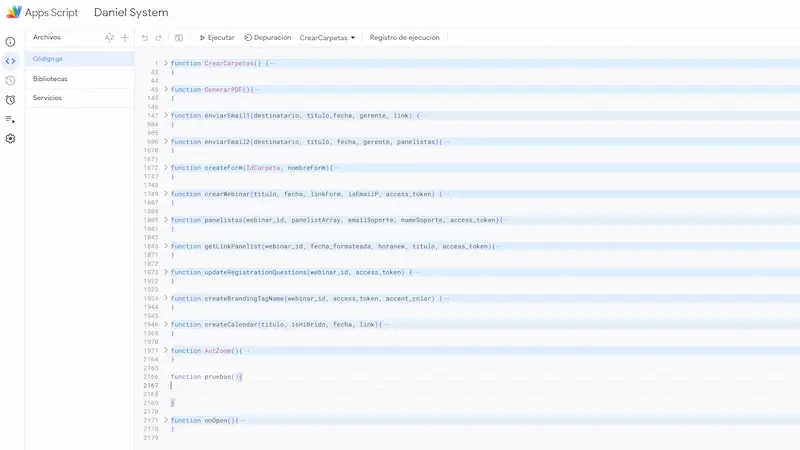 Apps Script Daniel System
Archivos
Código.gs
Bibliotecas
Servicios
Ejecutar Depuración CrearCarpetas Registro de ejecución
1 function CrearCarpetas() {
43 }
44
45 function GenerarPDF(){
145 }
146
147 function enviarEmail1(destinatario, titulo,fecha, gerente, link) {
904 }
905
906 function enviarEmail2(destinatario, titulo, fecha, gerente, panelistas){
1670 }
1671
1672 function createForm(IdCarpeta, nombreForm){
1747 }
1748
1749 function crearWebinar(titulo, fecha, linkForm, isEmailP, access_token) {
1807 }
1808
1809 function panelistas(webinar_id, panelistArray, emailSoporte, nameSoporte, access_token){
1841 }
1842
1843 function getLinkPanelist(webinar_id, fecha_formateada, horanew, titulo, access_token){
1871 }
1872
1873 function updateRegistrationQuestions(webinar_id, access_token) {
1922 }
1923
1924 function createBrandingTagName(webinar_id, access_token, accent_color) {
1944 }
1945
1946 function createCalendar(titulo, isHibrido, fecha, link){
1969 }
1970
1971 function AutZoom(){
2164 }
2165
2166 function pruebas(){
2167
2168
2169 }
2170
2171 function onOpen(){
2178 }
2179